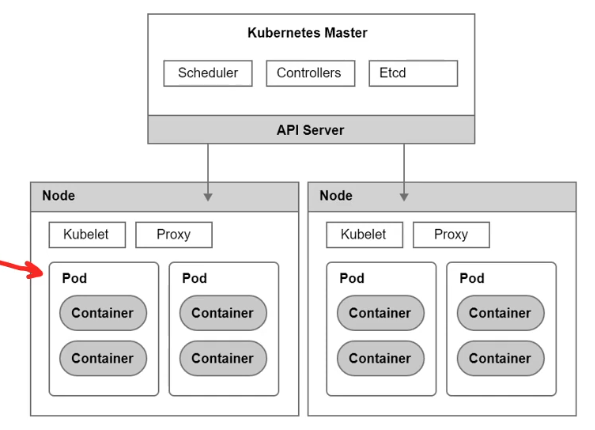 Kubernetes Master
Scheduler
Controllers
Etcd
API Server
Node
Kubelet
Proxy
Pod
Container
Container
Pod
Container
Container
Node
Kubelet
Proxy
Pod
Container
Container
Pod
Container
Container